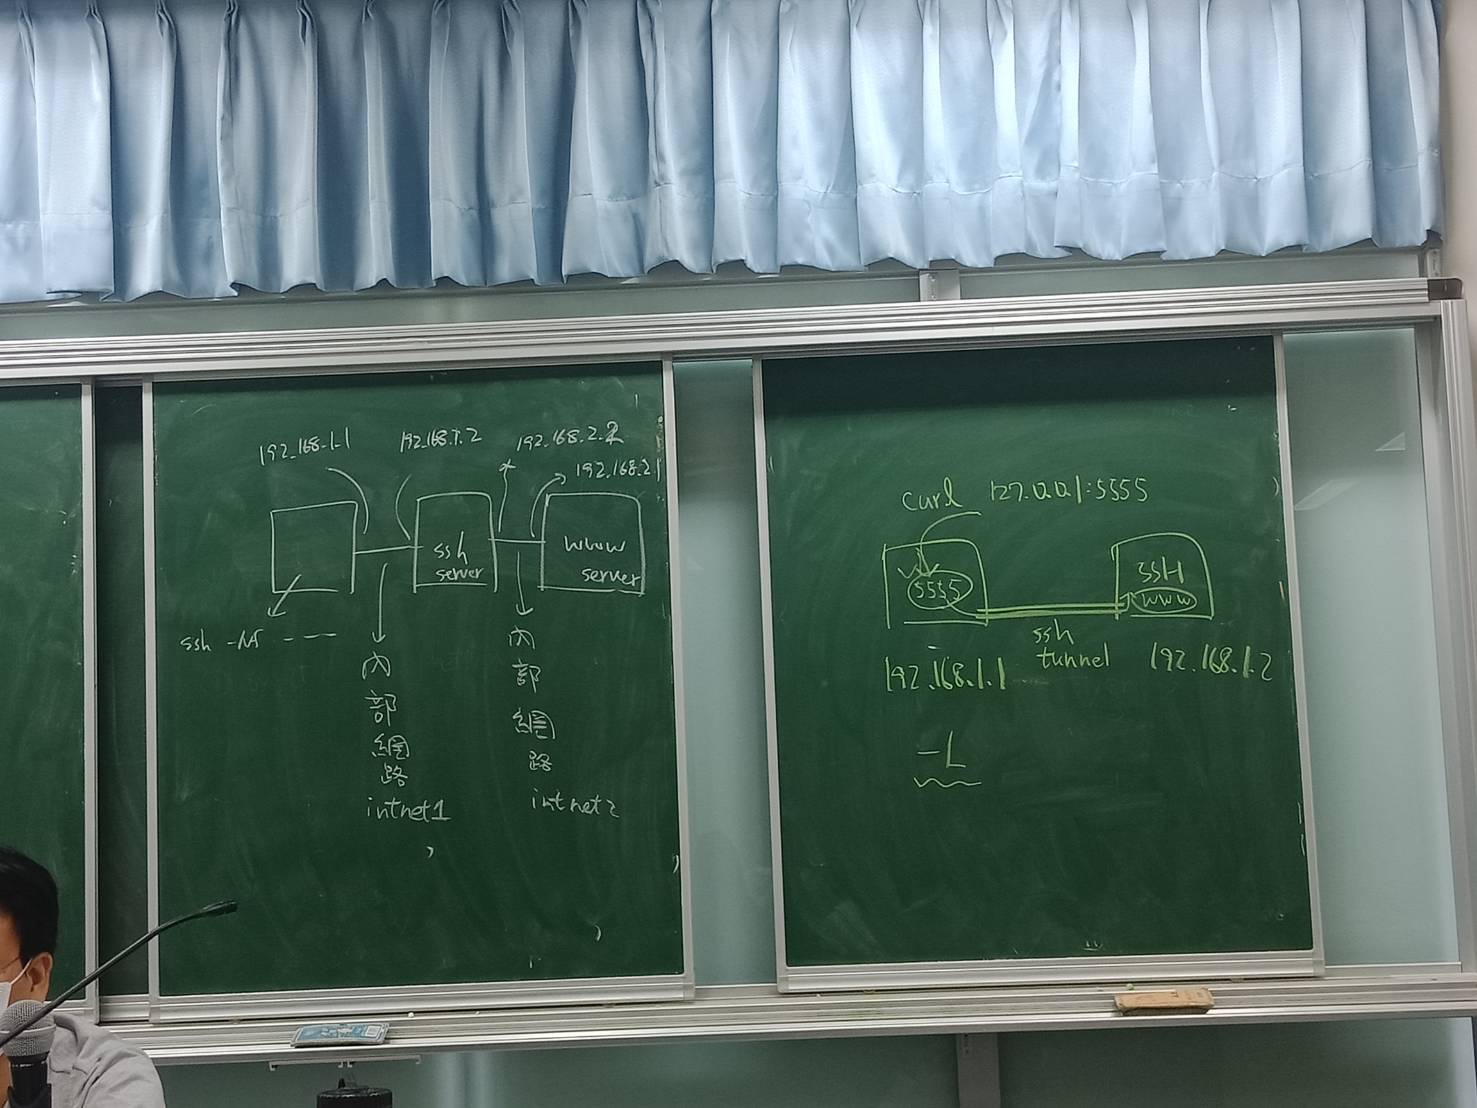 192.168.1.1
192.168.1.2
192.168.2.2
192.168.2.1
ssh
server
www
server
ssh
內部網路
intnet1
內部網路
intnet2
curl 127.0.0.1:5555
5555
SSH
www
ssh
tunnel
192.168.1.1
192.168.1.2
-L